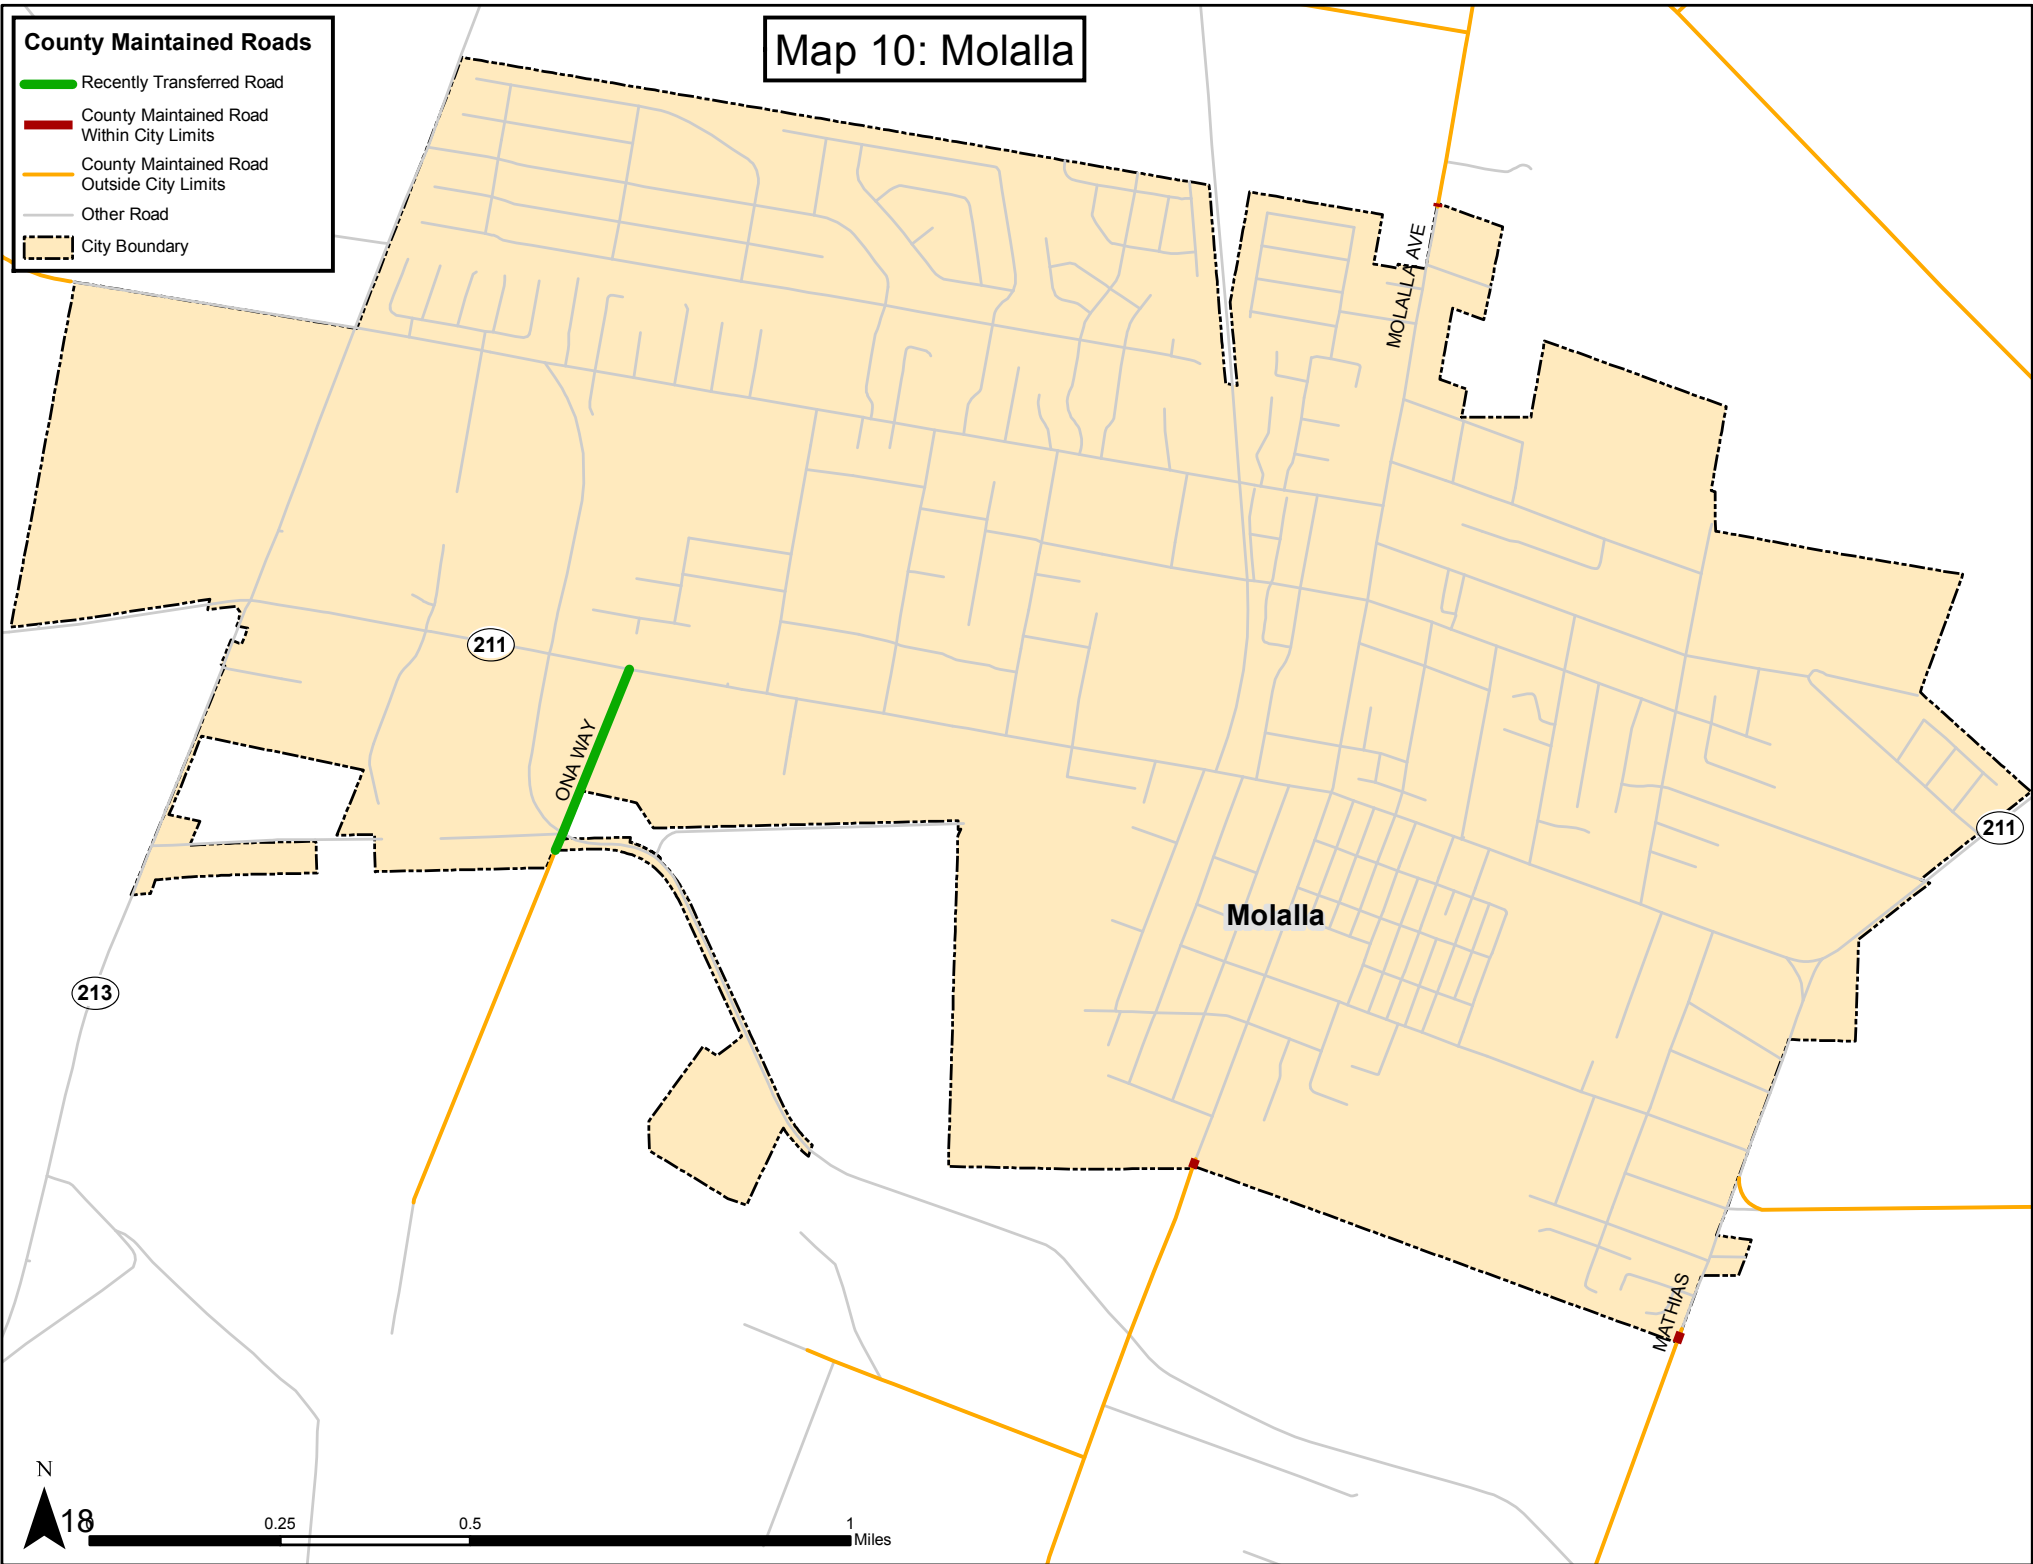 County Maintained Roads
Recently Transferred Road
County Maintained Road
Within City Limits
County Maintained Road
Outside City Limits
Other Road
City Boundary
Map 10: Molalla
MOLALLA AVE
211
ONA WAY
211
Molalla
213
MATHIAS
N
18
0
0.25
0.5
1
Miles